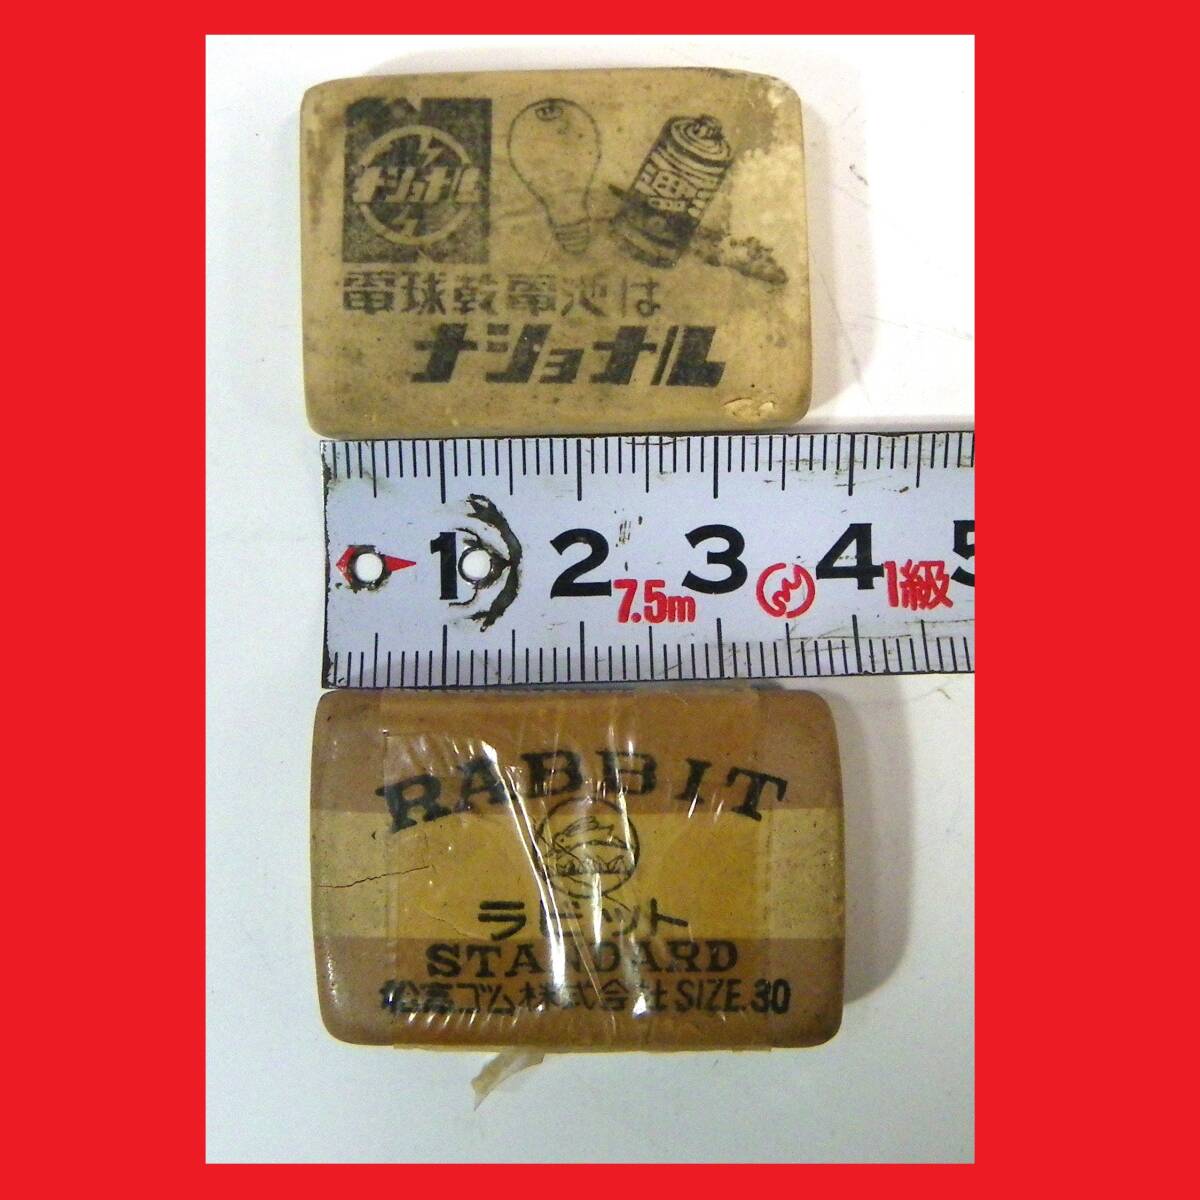 ナショナル
電球乾電池は
ナショナル
1 2 3 4 5
7.5m 1級
RABBIT
ラビット
STANDARD
ゴム株式会社 SIZE.30